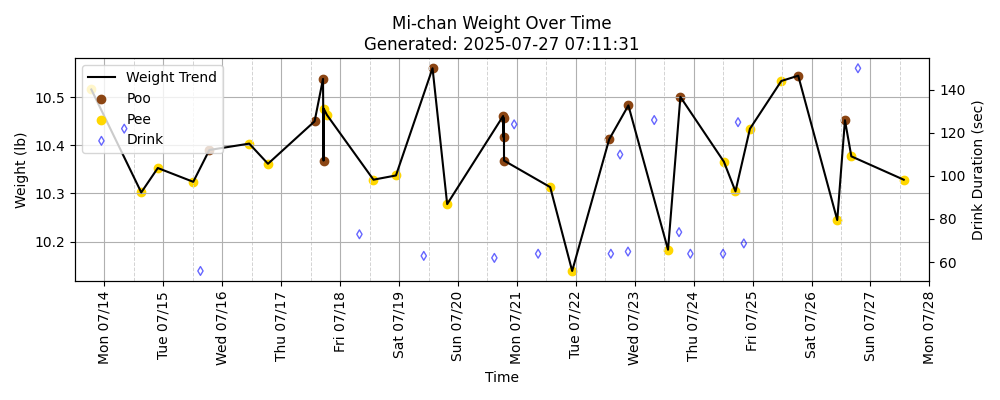 Mi-chan Weight Over Time
Generated: 2025-07-27 07:11:31
Weight Trend
Poo
Pee
Drink
Weight (lb)
10.5
10.4
10.3
10.2
140
120
100
80
60
Drink Duration (sec)
Mon 07/14
Tue 07/15
Wed 07/16
Thu 07/17
Fri 07/18
Sat 07/19
Sun 07/20
Mon 07/21
Tue 07/22
Wed 07/23
Thu 07/24
Fri 07/25
Sat 07/26
Sun 07/27
Mon 07/28
Time